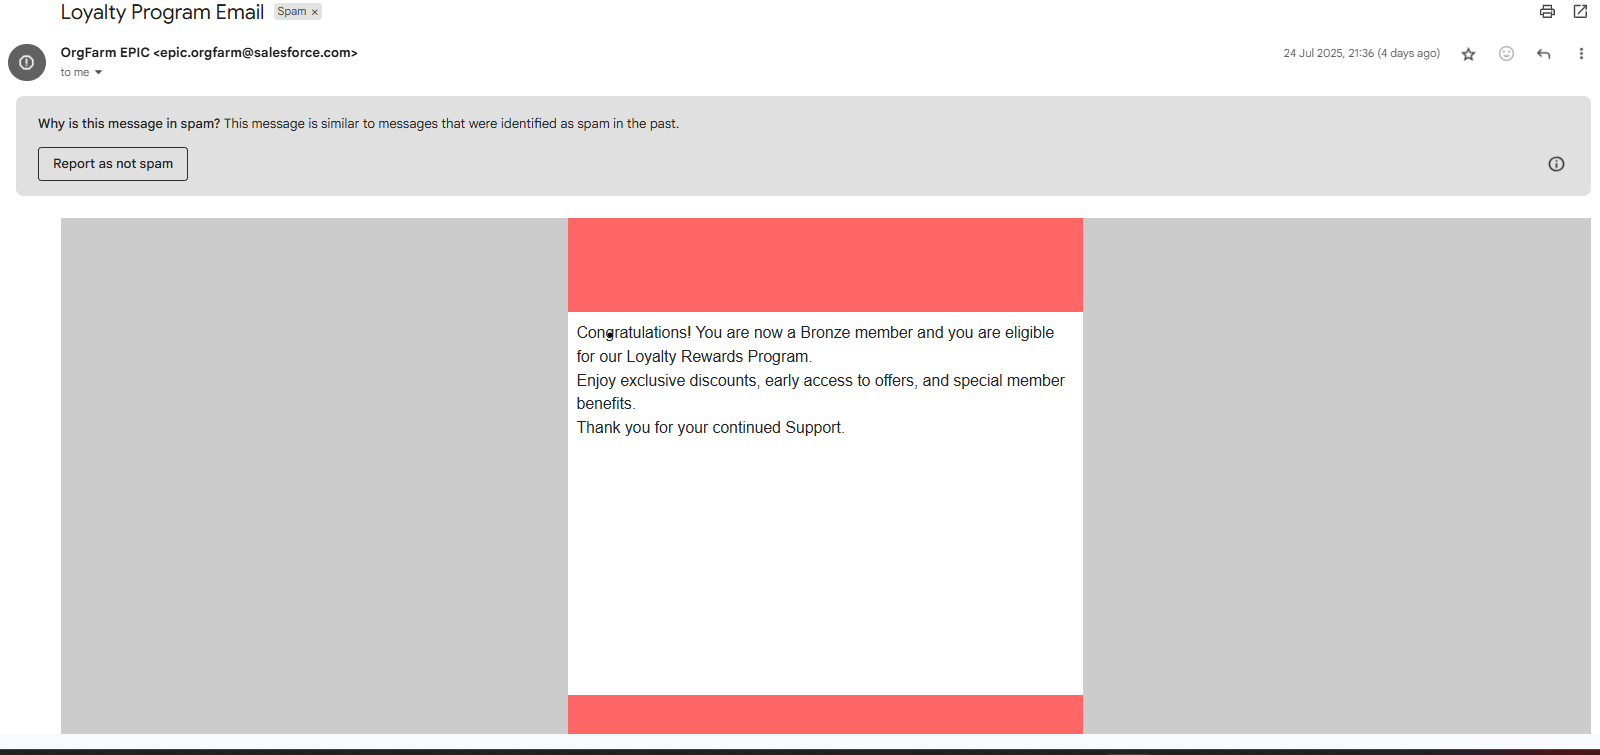 Loyalty Program Email Spam ×
OrgFarm EPIC <epic.orgfarm@salesforce.com> 24 Jul 2025, 21:36 (4 days ago)
to me
Why is this message in spam? This message is similar to messages that were identified as spam in the past.
Report as not spam
Congratulations! You are now a Bronze member and you are eligible
for our Loyalty Rewards Program.
Enjoy exclusive discounts, early access to offers, and special member
benefits.
Thank you for your continued Support.